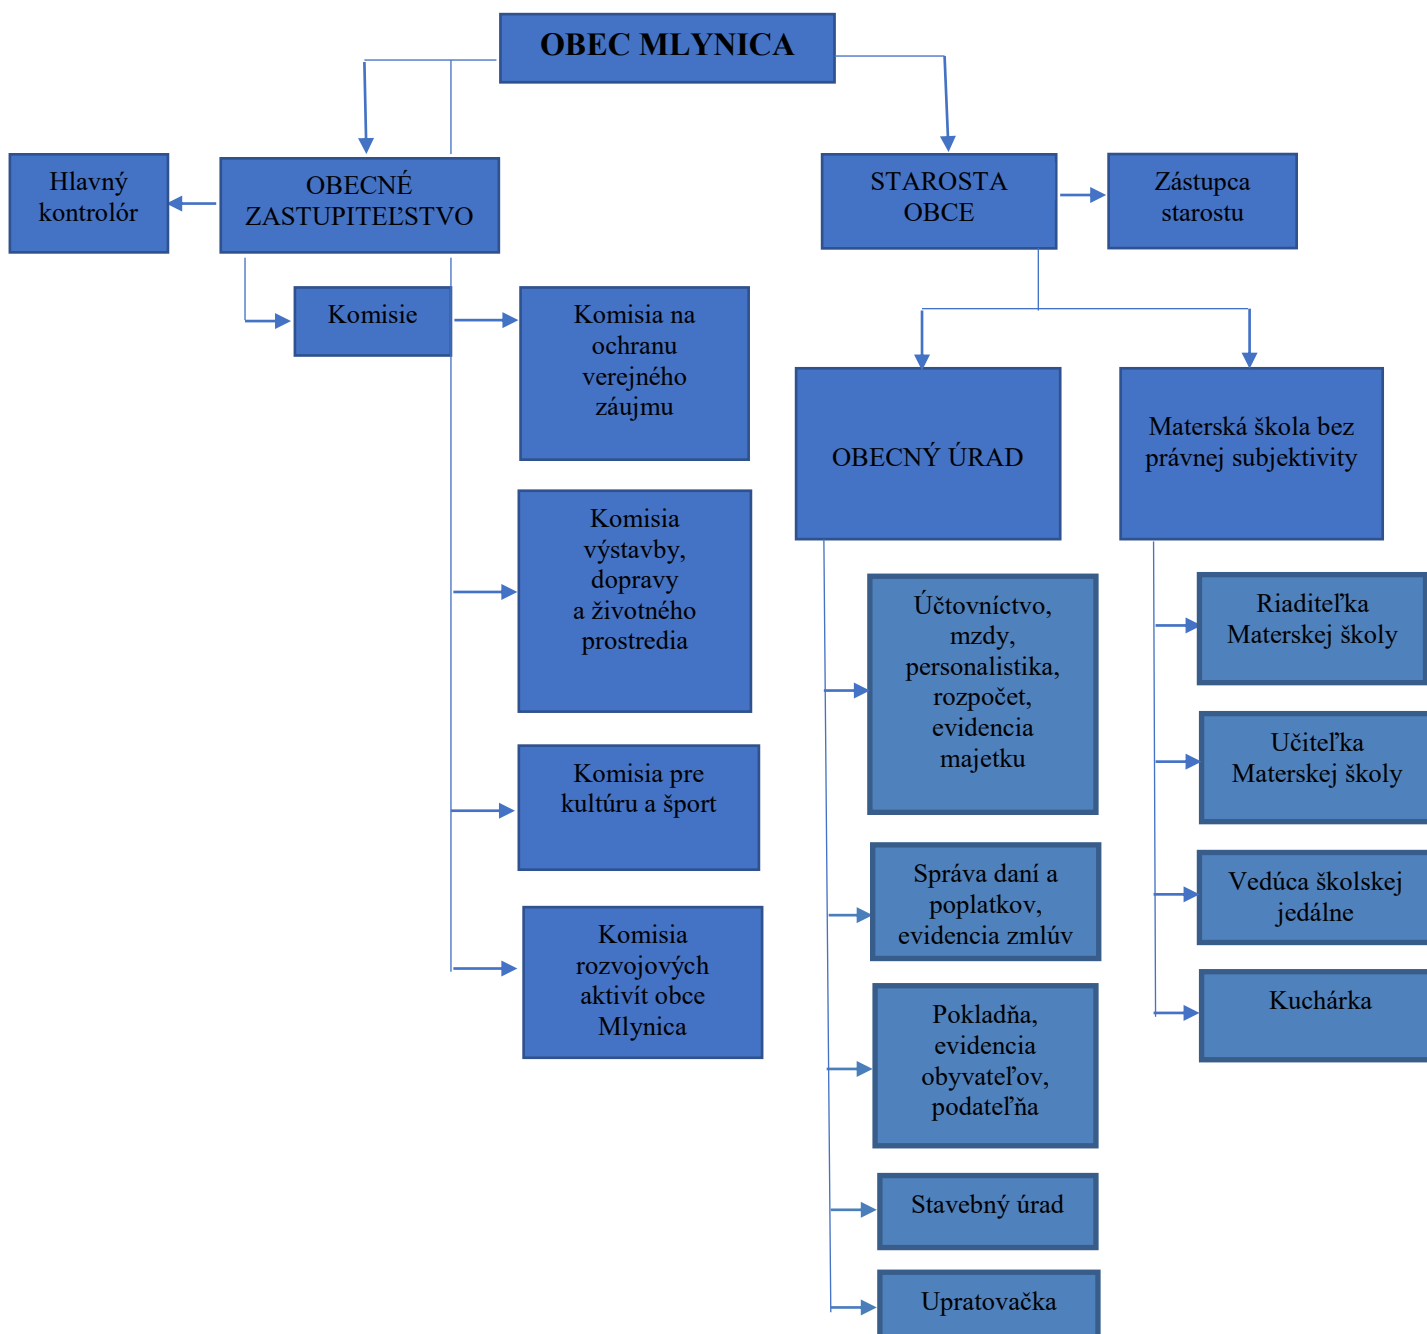 OBEC MLYNICA
Hlavný
kontrolór
OBECNÉ
ZASTUPITEĽSTVO
STAROSTA
OBCE
Zástupca
starostu
Komisie
Komisia na
ochranu
verejného
záujmu
Komisia
výstavby,
dopravy
a životného
prostredia
Komisia pre
kultúru a šport
Komisia
rozvojových
aktivít obce
Mlynica
OBECNÝ ÚRAD
Účtovníctvo,
mzdy,
personalistika,
rozpočet,
evidencia
majetku
Správa daní a
poplatkov,
evidencia zmlúv
Pokladňa,
evidencia
obyvateľov,
podateľňa
Stavebný úrad
Upratovačka
Materská škola bez
právnej subjektivity
Riaditeľka
Materskej školy
Učiteľka
Materskej školy
Vedúca školskej
jedálne
Kuchárka